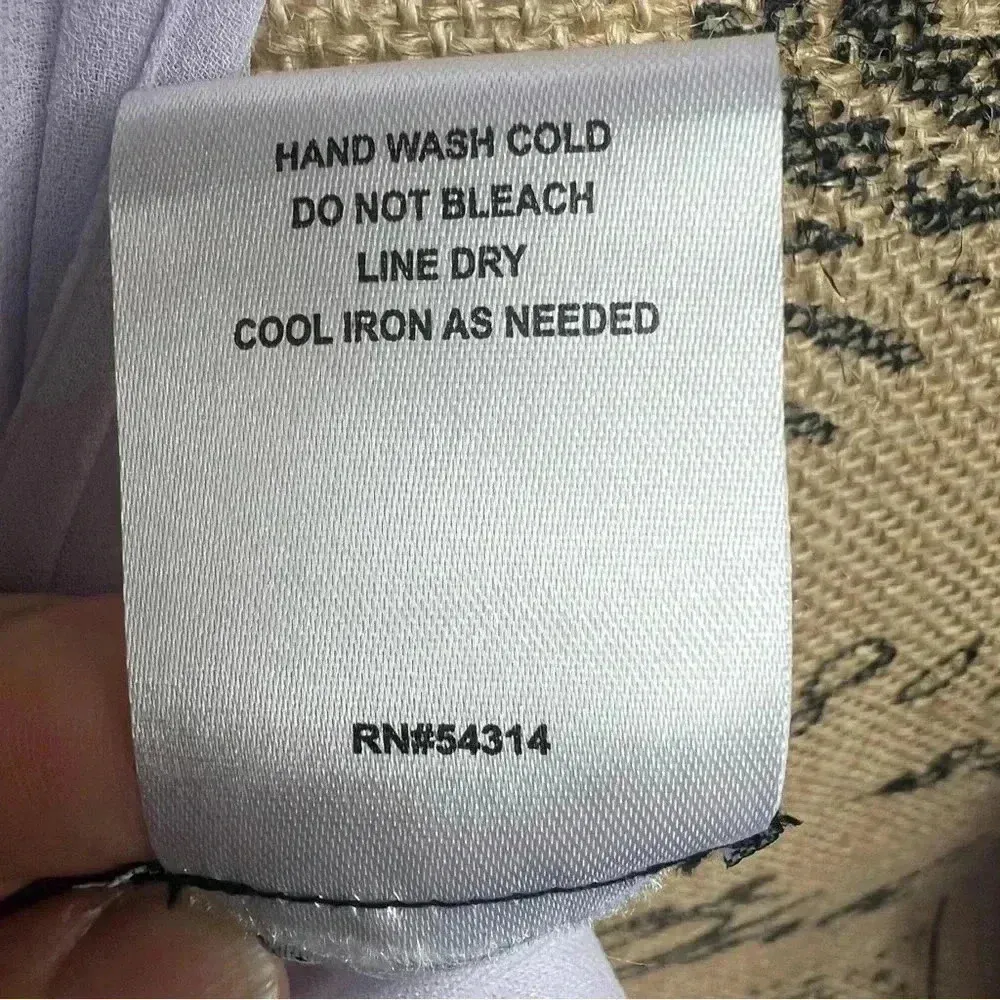 HAND WASH COLD
DO NOT BLEACH
LINE DRY
COOL IRON AS NEEDED
RN#54314